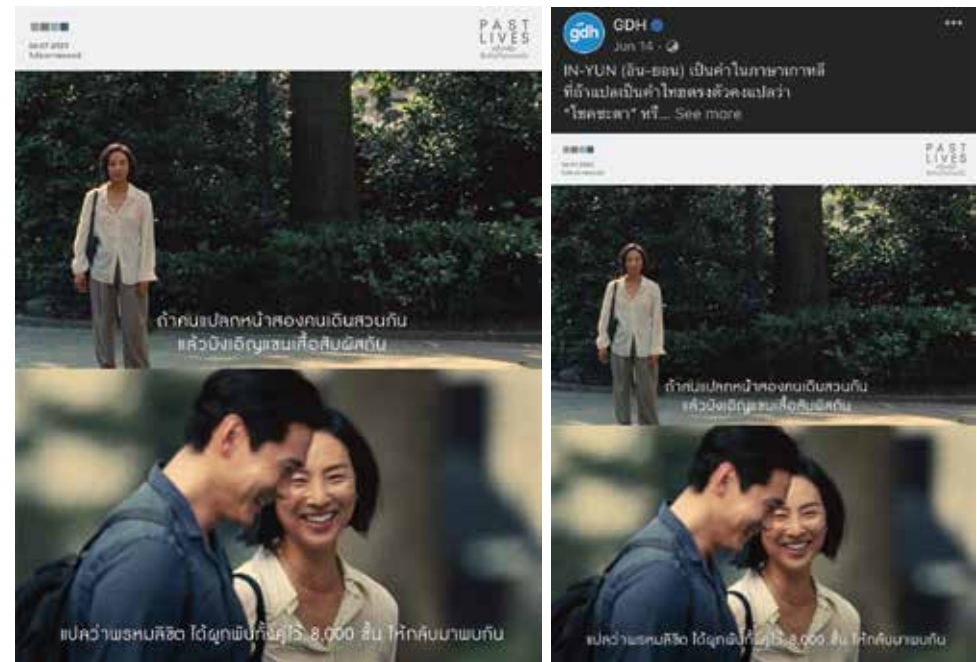 PAST
LIVES
ถ้าคนแปลกหน้าสองคนเดินสวนกัน
แล้วบังเอิญแขนเสื้อสัมผัสกัน
แปลว่าพรหมลิขิต ได้ผูกพันทั้งคู่ไว้ 8,000 ชั้น ให้กลับมาพบกัน
gdh
GDH
Jun 14
IN-YUN (อิน-ยอน) เป็นคำในภาษาเกาหลี
ที่ถ้าแปลเป็นคำไทยตรงตัวคงแปลว่า
"โชคชะตา" หรื... See more
PAST
LIVES
ถ้าคนแปลกหน้าสองคนเดินสวนกัน
แล้วบังเอิญแขนเสื้อสัมผัสกัน
แปลว่าพรหมลิขิต ได้ผูกพันทั้งคู่ไว้ 8,000 ชั้น ให้กลับมาพบกัน